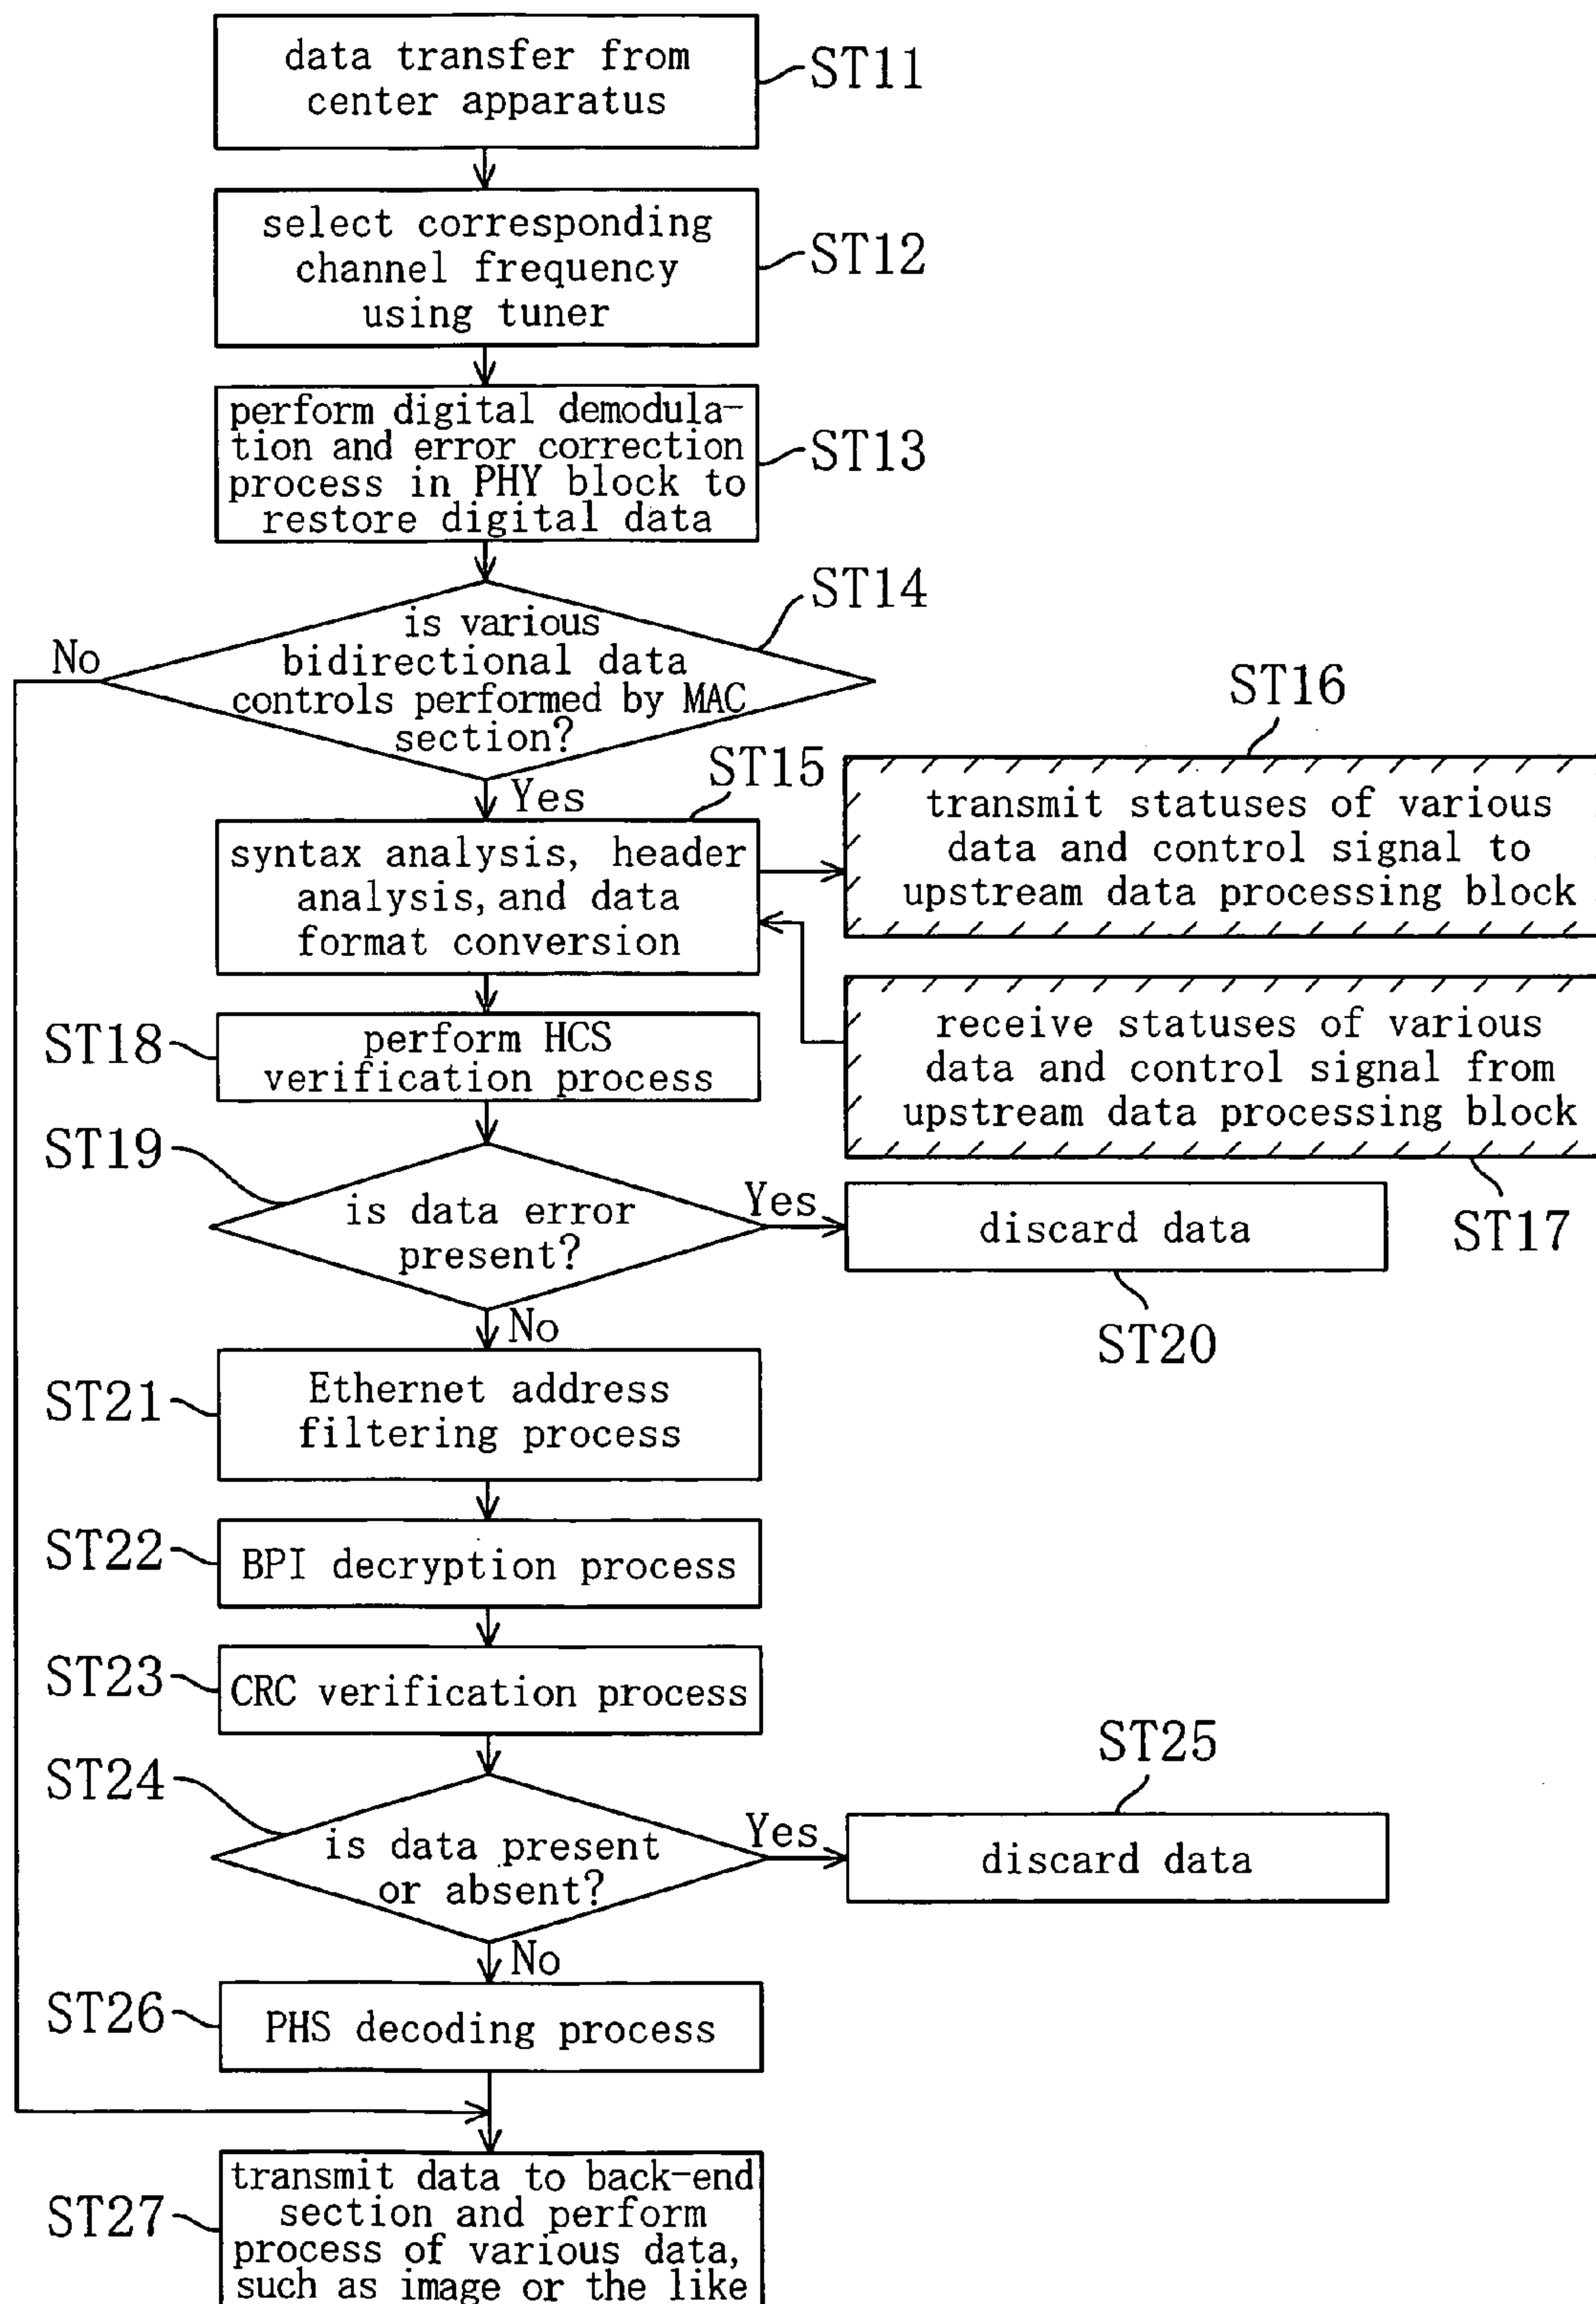 data transfer from
center apparatus
ST11
select corresponding
channel frequency
using tuner
ST12
perform digital demodula-
tion and error correction
process in PHY block to
restore digital data
ST13
is various
bidirectional data
controls performed by MAC
section?
ST14
No
Yes
syntax analysis, header
analysis, and data
format conversion
ST15
ST16
transmit statuses of various
data and control signal to
upstream data processing block
receive statuses of various
data and control signal from
upstream data processing block
ST17
ST18
perform HCS
verification process
ST19
is data error
present?
Yes
discard data
ST20
No
ST21
Ethernet address
filtering process
ST22
BPI decryption process
ST23
CRC verification process
ST24
is data present
or absent?
Yes
ST25
discard data
No
ST26
PHS decoding process
ST27
transmit data to back-end
section and perform
process of various data,
such as image or the like